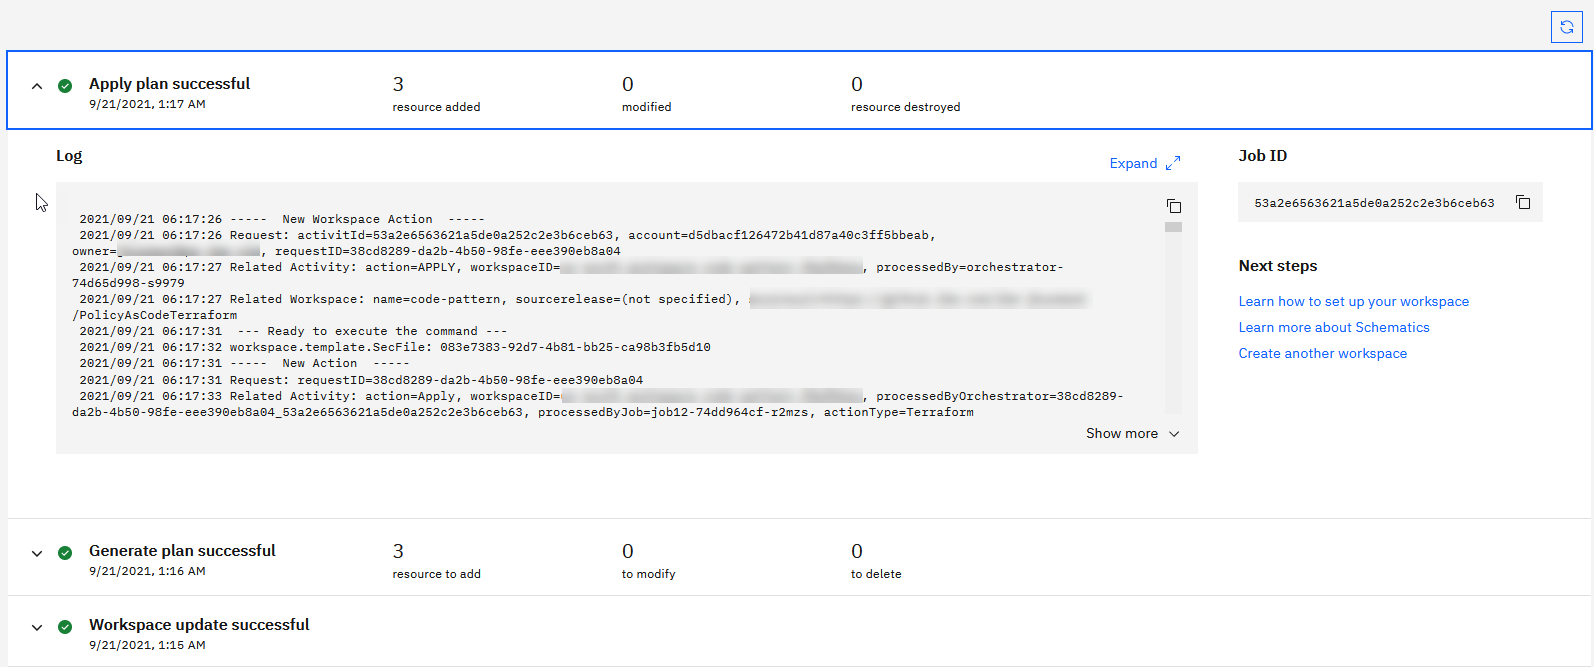 Apply plan successful
9/21/2021, 1:17 AM
3
resource added
0
modified
0
resource destroyed
Log
Expand
2021/09/21 06:17:26 -----  New Workspace Action  -----
2021/09/21 06:17:26 Request: activitId=53a2e6563621a5de0a252c2e3b6ceb63, account=d5dbacf126472b41d87a40c3ff5bbeab,
owner= , requestID=38cd8289-da2b-4b50-98fe-eee390eb8a04
2021/09/21 06:17:27 Related Activity: action=APPLY, workspaceID= , processedBy=orchestrator-
74d65d998-s9979
2021/09/21 06:17:27 Related Workspace: name=code-pattern, sourcerelease=(not specified),
/PolicyAsCodeTerraform
2021/09/21 06:17:31  --- Ready to execute the command ---
2021/09/21 06:17:32 workspace.template.SecFile: 083e7383-92d7-4b81-bb25-ca98b3fb5d10
2021/09/21 06:17:31 -----  New Action  -----
2021/09/21 06:17:31 Request: requestID=38cd8289-da2b-4b50-98fe-eee390eb8a04
2021/09/21 06:17:33 Related Activity: action=Apply, workspaceID= , processedByOrchestrator=38cd8289-
da2b-4b50-98fe-eee390eb8a04_53a2e6563621a5de0a252c2e3b6ceb63, processedByJob=job12-74dd964cf-r2mzs, actionType=Terraform
Show more
Job ID
53a2e6563621a5de0a252c2e3b6ceb63
Next steps
Learn how to set up your workspace
Learn more about Schematics
Create another workspace
Generate plan successful
9/21/2021, 1:16 AM
3
resource to add
0
to modify
0
to delete
Workspace update successful
9/21/2021, 1:15 AM